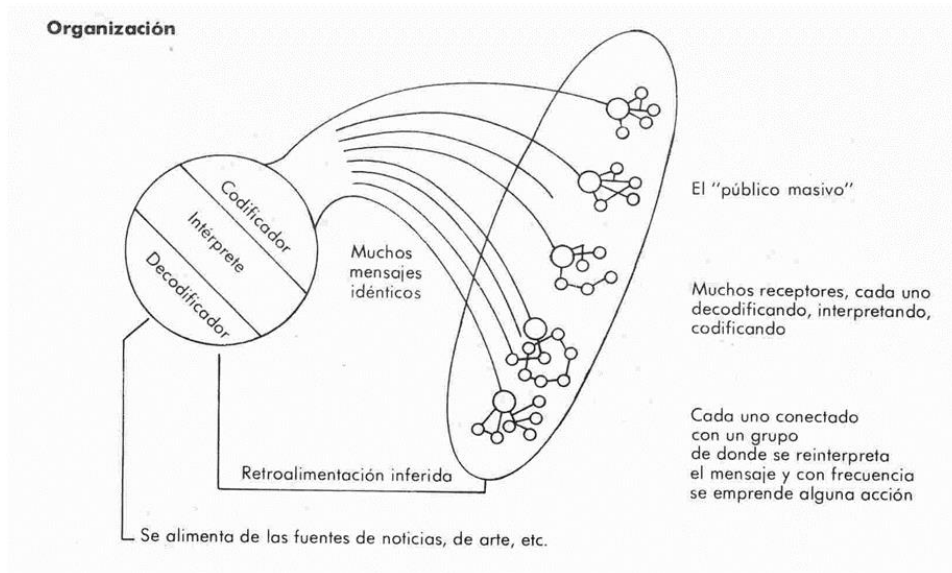 Organización
Codificador
Intérprete
Decodificador
Muchos
mensajes
idénticos
El "público masivo"
Muchos receptores, cada uno
decodificando, interpretando,
codificando
Cada uno conectado
con un grupo
de donde se reinterpreta
el mensaje y con frecuencia
se emprende alguna acción
Retroalimentación inferida
Se alimenta de las fuentes de noticias, de arte, etc.